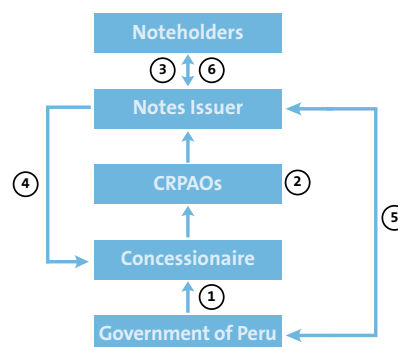 Noteholders
3 6
Notes Issuer
4
CRPAOs 2
5
Concessionaire
1
Government of Peru